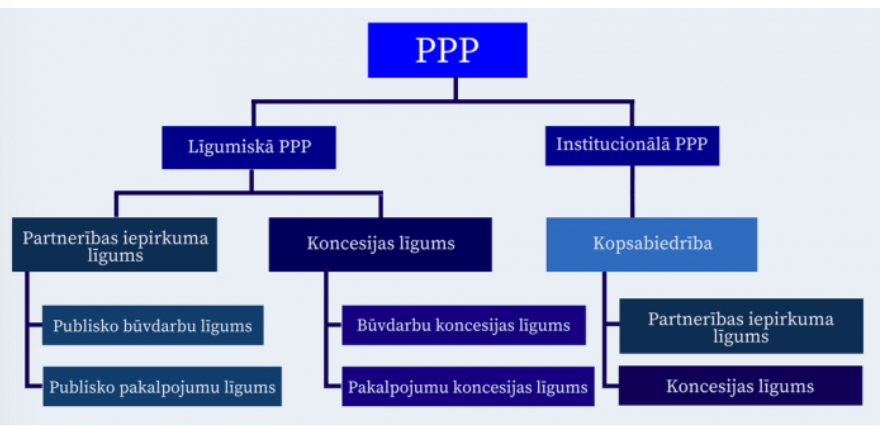 PPP
Līgumiskā PPP
Institucionālā PPP
Partnerības iepirkuma
līgums
Koncesijas līgums
Kopsabiedrība
Publisko būvdarbu līgums
Būvdarbu koncesijas līgums
Partnerības iepirkuma
līgums
Publisko pakalpojumu līgums
Pakalpojumu koncesijas līgums
Koncesijas līgums